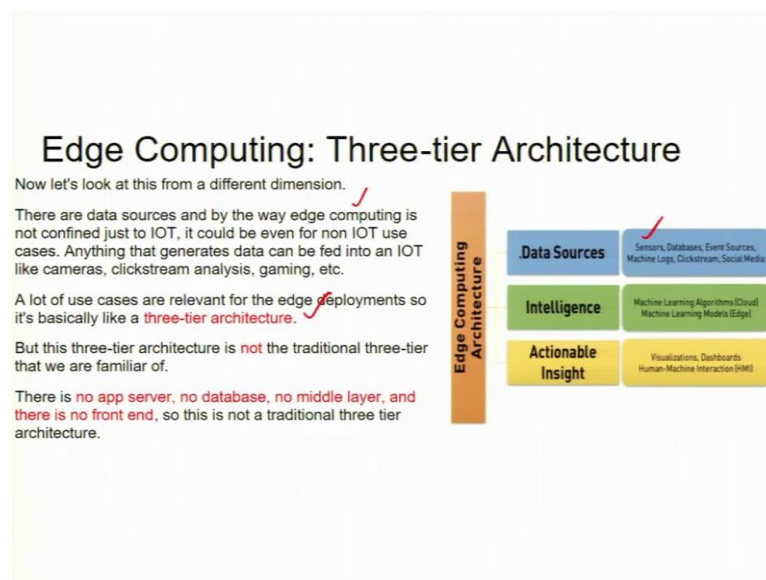 Edge Computing: Three-tier Architecture
Now let's look at this from a different dimension.
There are data sources and by the way edge computing is
not confined just to IOT, it could be even for non IOT use
cases. Anything that generates data can be fed into an IOT
like cameras, clickstream analysis, gaming, etc.
A lot of use cases are relevant for the edge deployments so
it's basically like a three-tier architecture.
But this three-tier architecture is not the traditional three-tier
that we are familiar of.
There is no app server, no database, no middle layer, and
there is no front end, so this is not a traditional three tier
architecture.
Edge Computing
Architecture
.Data Sources
Sensors, Databases, Event Sources,
Machine Logs, Clickstream, Social Media
Intelligence
Machine Learning Algorithms (Cloud)
Machine Learning Models (Edge)
Actionable
Insight
Visualizations, Dashboards
Human-Machine Interaction (HMI)